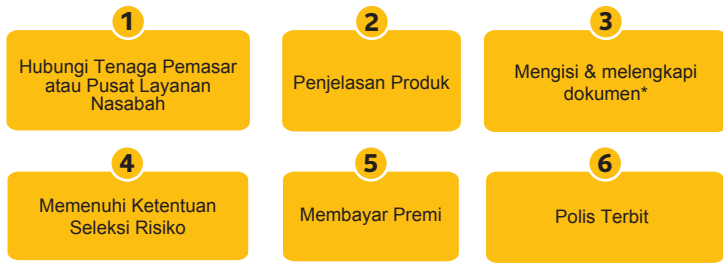 1
Hubungi Tenaga Pemasar
atau Pusat Layanan
Nasabah
2
Penjelasan Produk
3
Mengisi & melengkapi
dokumen*
4
Memenuhi Ketentuan
Seleksi Risiko
5
Membayar Premi
6
Polis Terbit